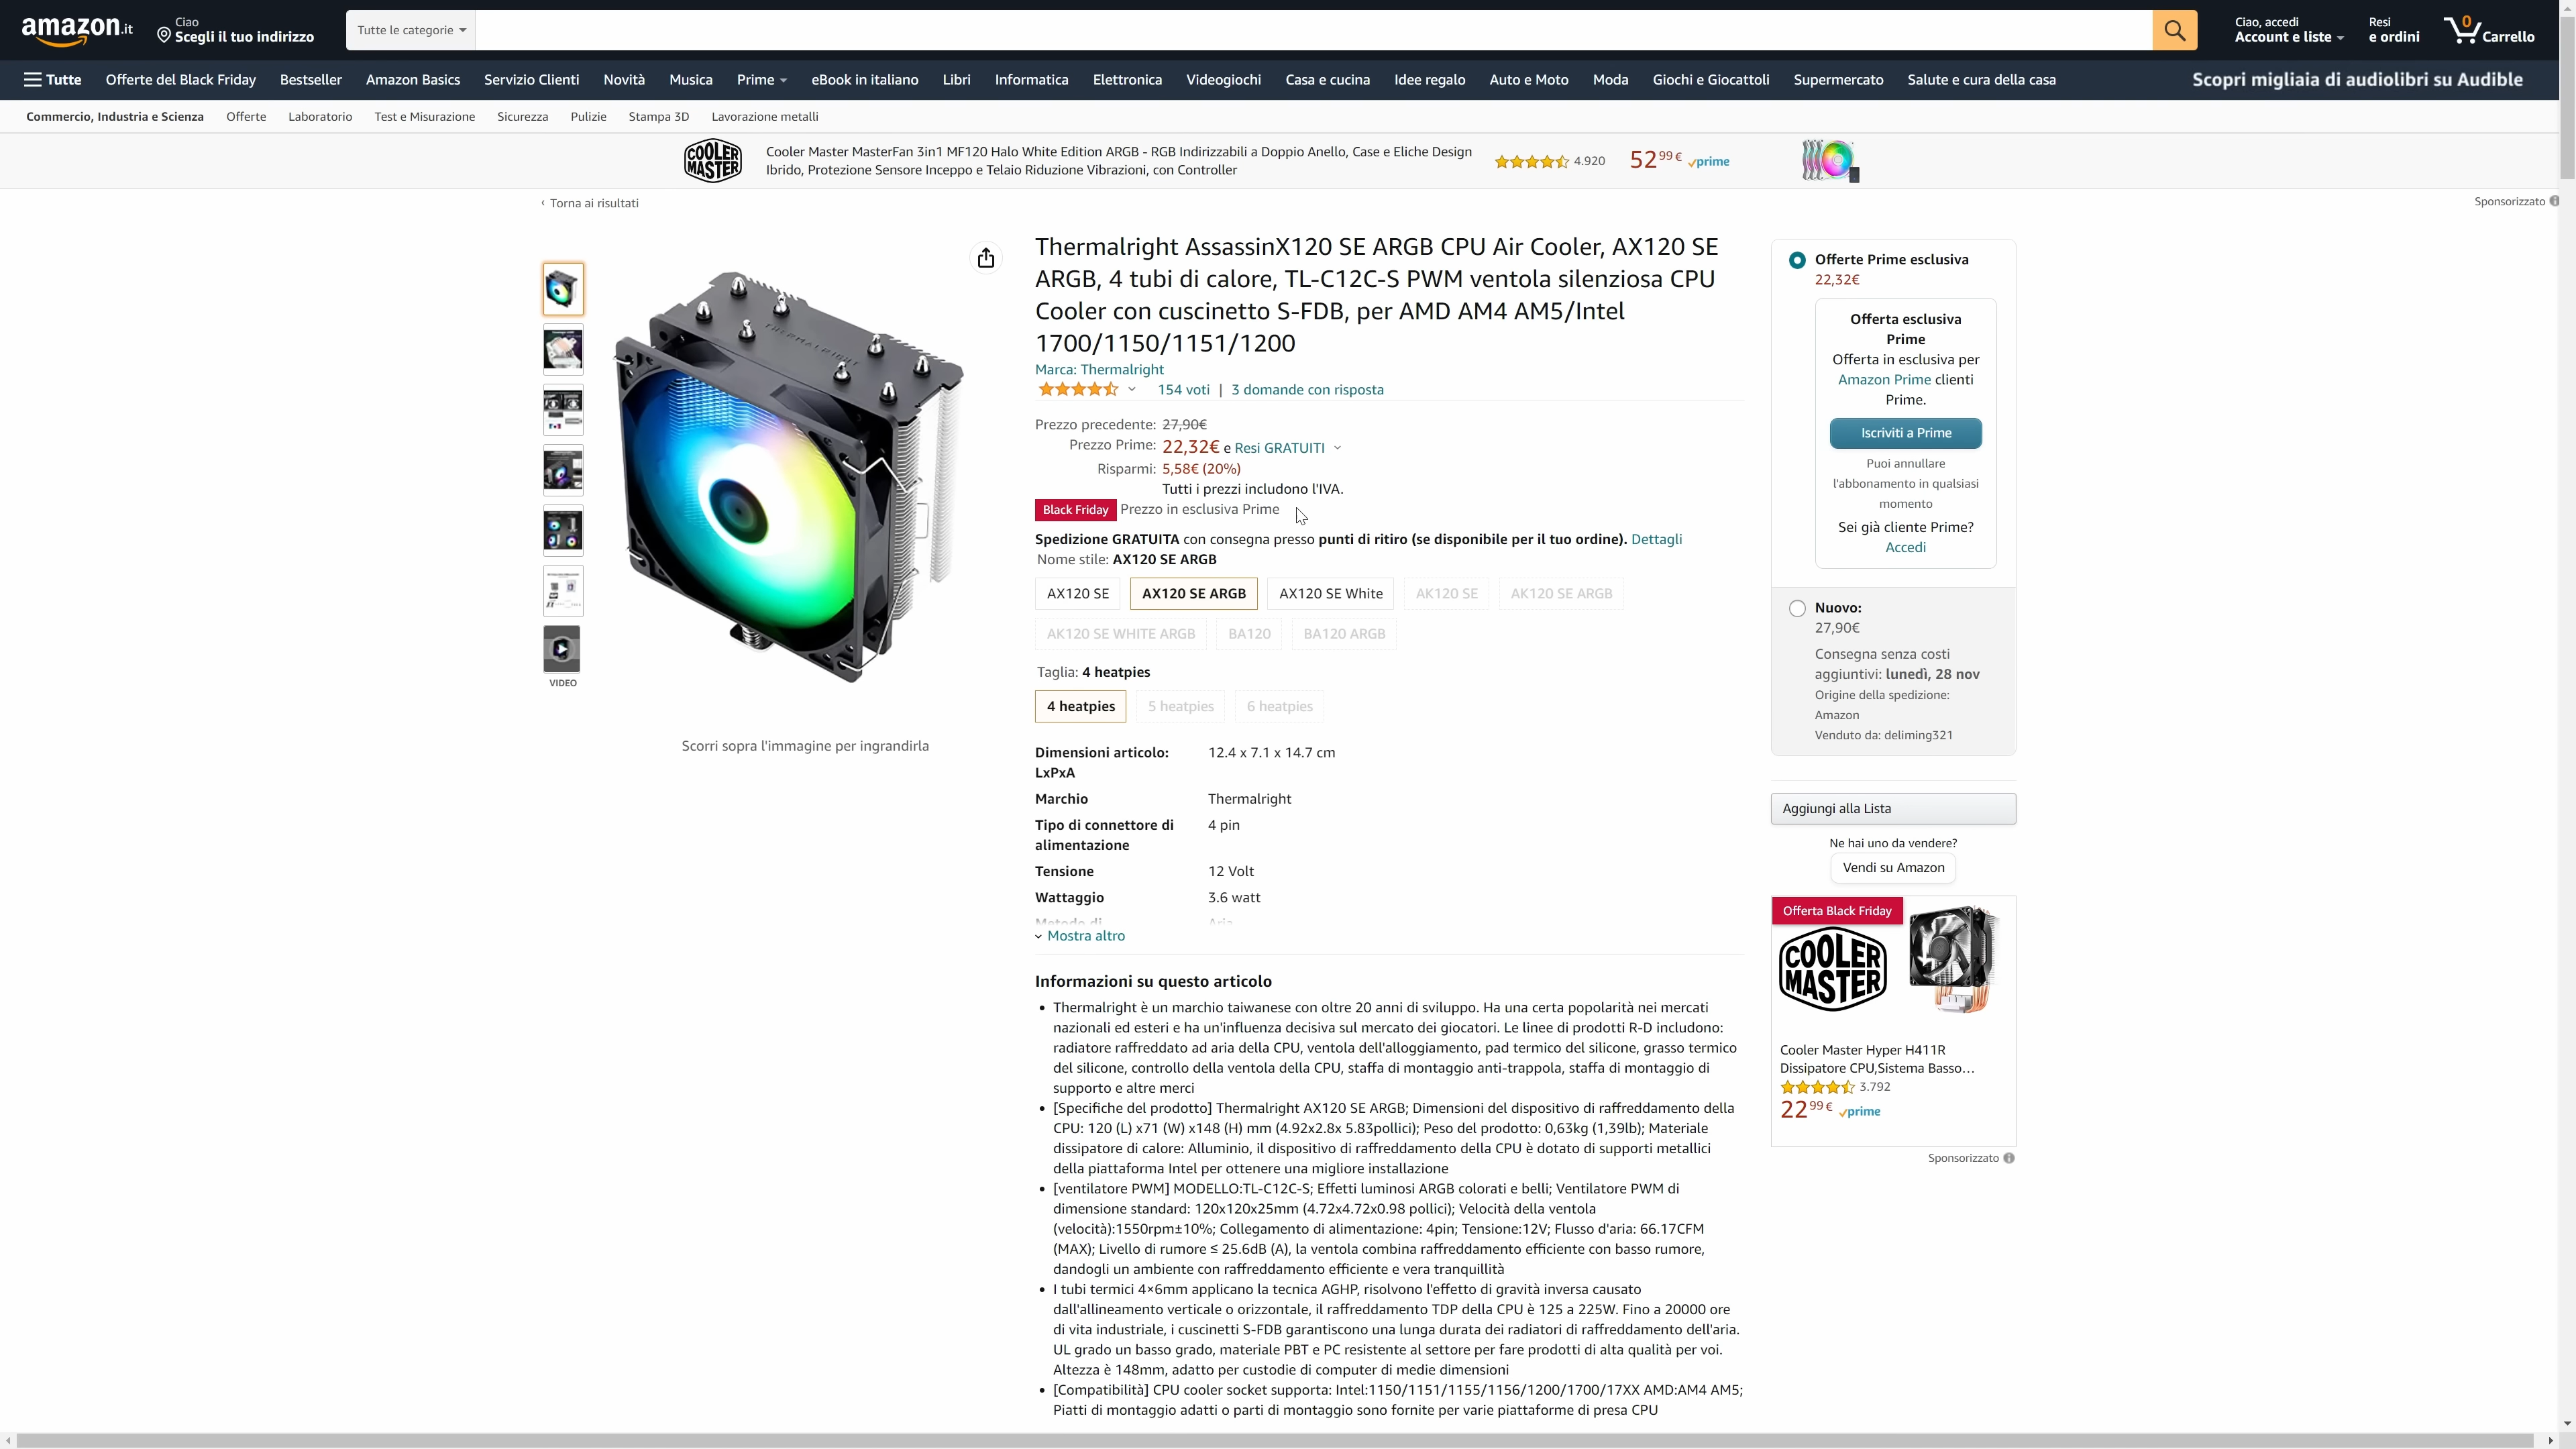 amazon.it
Ciao
Scegli il tuo indirizzo
Tutte le categorie
Ciao, accedi
Account e liste
Resi
e ordini
0
Carrello
Tutte
Offerte del Black Friday
Bestseller
Amazon Basics
Servizio Clienti
Novità
Musica
Prime
eBook in italiano
Libri
Informatica
Elettronica
Videogiochi
Casa e cucina
Idee regalo
Auto e Moto
Moda
Giochi e Giocattoli
Supermercato
Salute e cura della casa
Scopri migliaia di audiolibri su Audible
Commercio, Industria e Scienza
Offerte
Laboratorio
Test e Misurazione
Sicurezza
Pulizie
Stampa 3D
Lavorazione metalli
COOLER
MASTER
Cooler Master MasterFan 3in1 MF120 Halo White Edition ARGB - RGB Indirizzabili a Doppio Anello, Case e Eliche Design
Ibrido, Protezione Sensore Inceppo e Telaio Riduzione Vibrazioni, con Controller
4.920
52 99 €
prime
Sponsorizzato
‹ Torna ai risultati
VIDEO
THERMALRIGHT
Scorri sopra l'immagine per ingrandirla
Thermalright AssassinX120 SE ARGB CPU Air Cooler, AX120 SE
ARGB, 4 tubi di calore, TL-C12C-S PWM ventola silenziosa CPU
Cooler con cuscinetto S-FDB, per AMD AM4 AM5/Intel
1700/1150/1151/1200
Marca: Thermalright
154 voti | 3 domande con risposta
Prezzo precedente: 27,90€
Prezzo Prime: 22,32€ e Resi GRATUITI
Risparmi: 5,58€ (20%)
Tutti i prezzi includono l'IVA.
Black Friday Prezzo in esclusiva Prime
Spedizione GRATUITA con consegna presso punti di ritiro (se disponibile per il tuo ordine). Dettagli
Nome stile: AX120 SE ARGB
AX120 SE
AX120 SE ARGB
AX120 SE White
AK120 SE
AK120 SE ARGB
AK120 SE WHITE ARGB
BA120
BA120 ARGB
Taglia: 4 heatpies
4 heatpies
5 heatpies
6 heatpies
Dimensioni articolo: 12.4 x 7.1 x 14.7 cm
LxPxA
Marchio Thermalright
Tipo di connettore di 4 pin
alimentazione
Tensione 12 Volt
Wattaggio 3.6 watt
Metodo di Aria
Mostra altro
Informazioni su questo articolo
• Thermalright è un marchio taiwanese con oltre 20 anni di sviluppo. Ha una certa popolarità nei mercati
nazionali ed esteri e ha un'influenza decisiva sul mercato dei giocatori. Le linee di prodotti R-D includono:
radiatore raffreddato ad aria della CPU, ventola dell'alloggiamento, pad termico del silicone, grasso termico
del silicone, controllo della ventola della CPU, staffa di montaggio anti-trappola, staffa di montaggio di
supporto e altre merci
• [Specifiche del prodotto] Thermalright AX120 SE ARGB; Dimensioni del dispositivo di raffreddamento della
CPU: 120 (L) x71 (W) x148 (H) mm (4.92x2.8x 5.83pollici); Peso del prodotto: 0,63kg (1,39lb); Materiale
dissipator di calore: Alluminio, il dispositivo di raffreddamento della CPU è dotato di supporti metallici
della piattaforma Intel per ottenere una migliore installazione
• [ventilatore PWM] MODELLO:TL-C12C-S; Effetti luminosi ARGB colorati e belli; Ventilatore PWM di
dimensione standard: 120x120x25mm (4.72x4.72x0.98 pollici); Velocità della ventola
(velocità):1550rpm±10%; Collegamento di alimentazione: 4pin; Tensione:12V; Flusso d'aria: 66.17CFM
(MAX); Livello di rumore ≤ 25.6dB (A), la ventola combina raffreddamento efficiente con basso rumore,
dandogli un ambiente con raffreddamento efficiente e vera tranquillità
• I tubi termici 4×6mm applicano la tecnica AGHP, risolvono l'effetto di gravità inversa causato
dall'allineamento verticale o orizzontale, il raffreddamento TDP della CPU è 125 a 225W. Fino a 20000 ore
di vita industriale, i cuscinetti S-FDB garantiscono una lunga durata dei radiatori di raffreddamento dell'aria.
UL grado un basso grado, materiale PBT e PC resistente al settore per fare prodotti di alta qualità per voi.
Altezza è 148mm, adatto per custodie di computer di medie dimensioni
• [Compatibilità] CPU cooler socket supporta: Intel:1150/1151/1155/1156/1200/1700/17XX AMD:AM4 AM5;
Piatti di montaggio adatti o parti di montaggio sono fornite per varie piattaforme di presa CPU
Offerte Prime esclusiva
22,32€
Offerta esclusiva
Prime
Offerta in esclusiva per
Amazon Prime clienti
Prime.
Iscriviti a Prime
Puoi annullare
l'abbonamento in qualsiasi
momento
Sei già cliente Prime?
Accedi
Nuovo:
27,90€
Consegna senza costi
aggiuntivi: lunedì, 28 nov
Origine della spedizione:
Amazon
Venduto da: deliming321
Aggiungi alla Lista
Ne hai uno da vendere?
Vendi su Amazon
Offerta Black Friday
COOLER
MASTER
Cooler Master Hyper H411R
Dissipatore CPU,Sistema Basso…
3.792
22 99 €
prime
Sponsorizzato